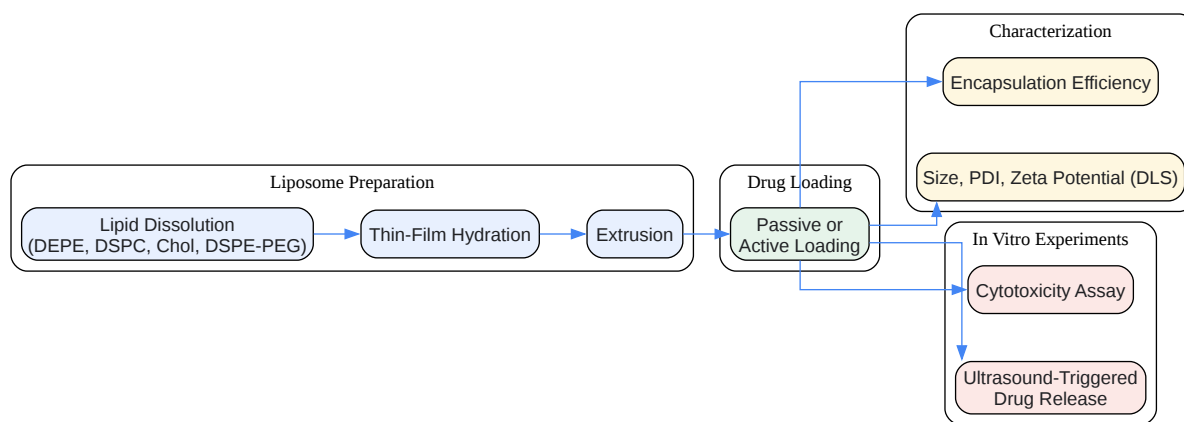 Liposome Preparation
Lipid Dissolution
(DEPE, DSPC, Chol, DSPE-PEG)
Thin-Film Hydration
Extrusion
Drug Loading
Passive or
Active Loading
Characterization
Encapsulation Efficiency
Size, PDI, Zeta Potential (DLS)
In Vitro Experiments
Cytotoxicity Assay
Ultrasound-Triggered
Drug Release